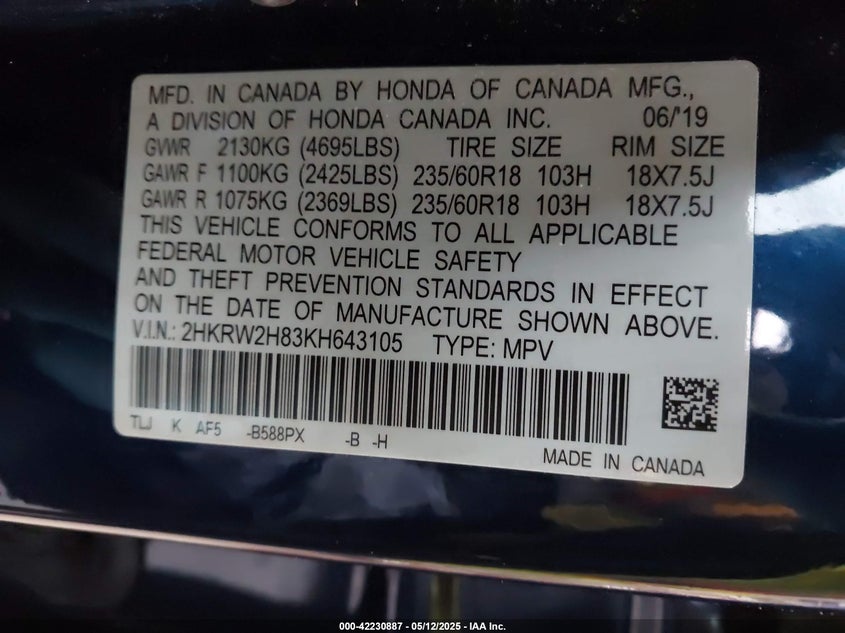 MFD. IN CANADA BY HONDA OF CANADA MFG.,
A DIVISION OF HONDA CANADA INC. 06/'19
GVWR 2130KG (4695LBS) TIRE SIZE RIM SIZE
GAWR F 1100KG (2425LBS) 235/60R18 103H 18X7.5J
GAWR R 1075KG (2369LBS) 235/60R18 103H 18X7.5J
THIS VEHICLE CONFORMS TO ALL APPLICABLE
FEDERAL MOTOR VEHICLE SAFETY
AND THEFT PREVENTION STANDARDS IN EFFECT
ON THE DATE OF MANUFACTURE SHOWN ABOVE.
V.I.N.: 2HKRW2H83KH643105 TYPE: MPV
TLJ K AF5 -B588PX -B -H
MADE IN CANADA
000-42230887 - 05/12/2025 - IAA Inc.